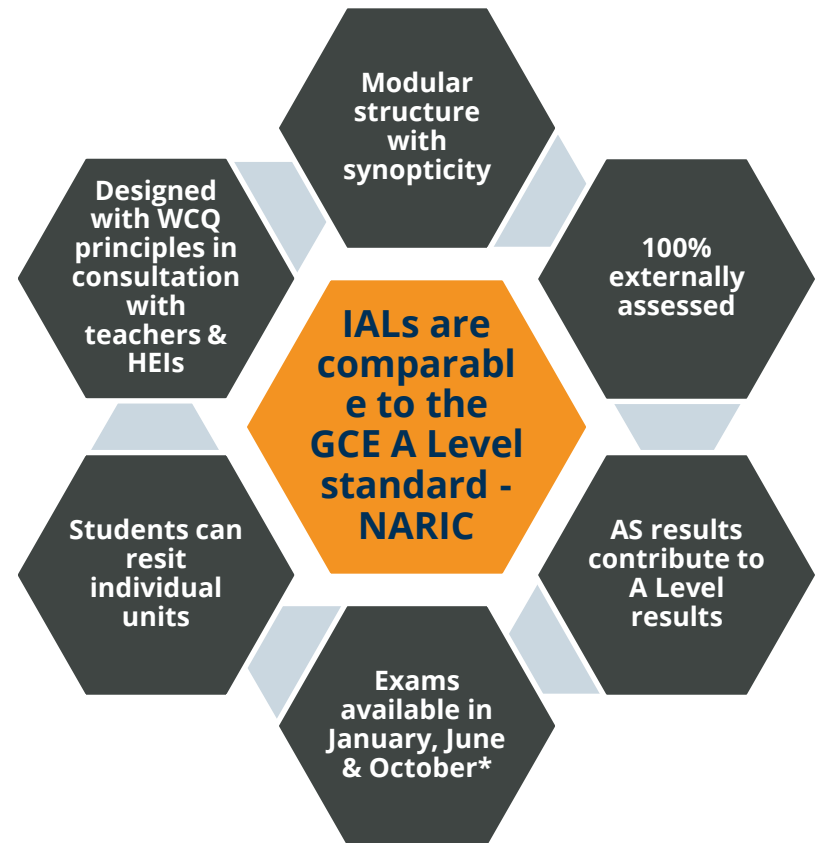 Modular
structure
with
synopticity
100%
externally
assessed
AS results
contribute to
A Level
results
Exams
available in
January, June
& October*
Students can
resit
individual
units
Designed
with WCQ
principles in
consultation
with
teachers &
HEIs
IALs are
comparabl
e to the
GCE A Level
standard -
NARIC